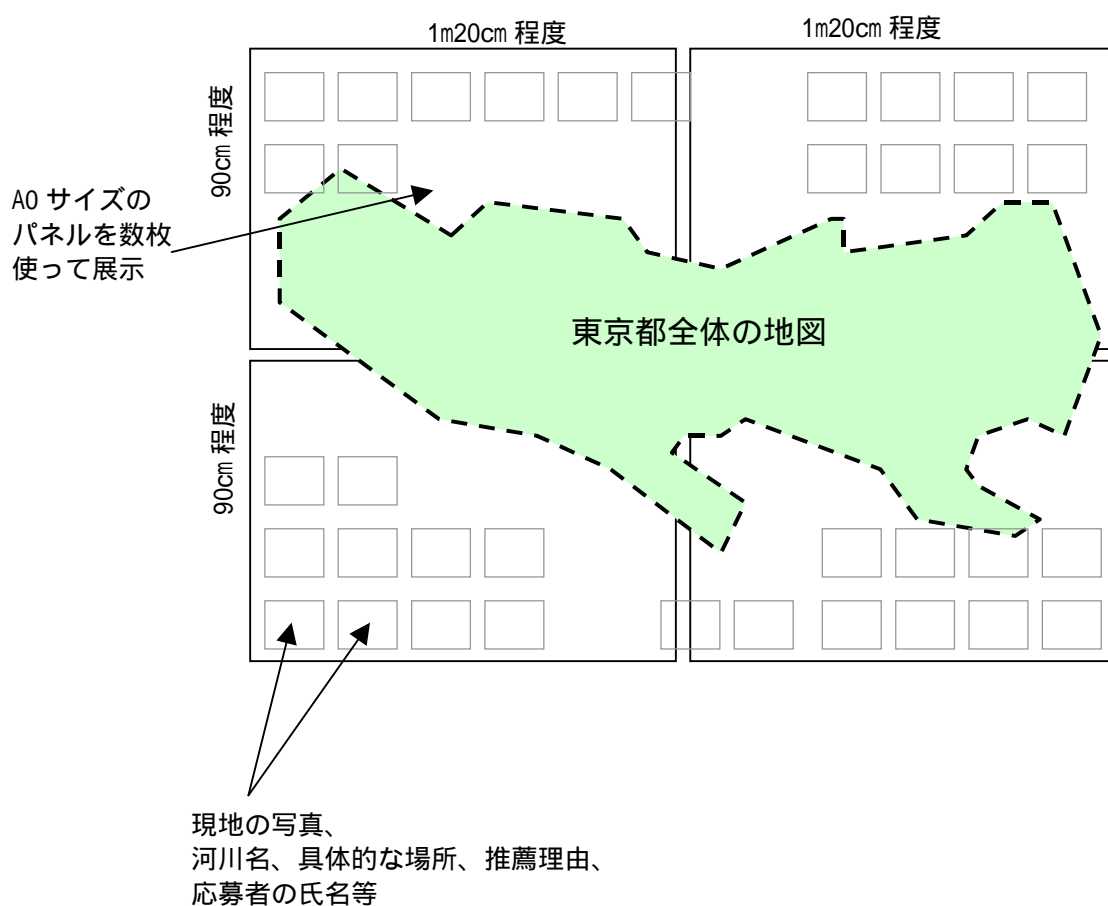 1m20cm 程度
1m20cm 程度
90cm 程度
A0 サイズの
パネルを数枚
使って展示
東京都全体の地図
90cm 程度
現地の写真、
河川名、具体的な場所、推薦理由、
応募者の氏名等